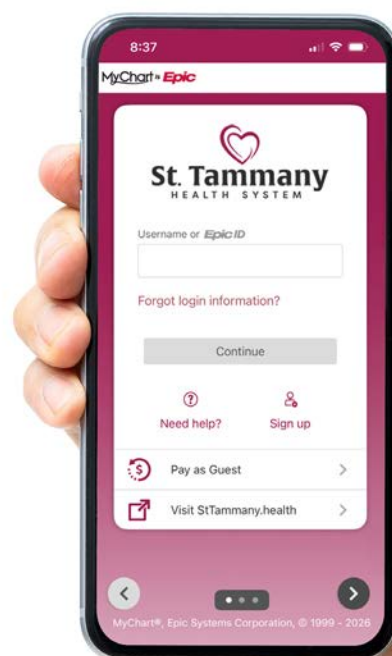 8:37
MyChart by Epic
St. Tammany
HEALTH SYSTEM
Username or Epic ID
Forgot login information?
Continue
Need help?
Sign up
Pay as Guest
Visit StTammany.health
MyChart®, Epic Systems Corporation, © 1999 - 2026